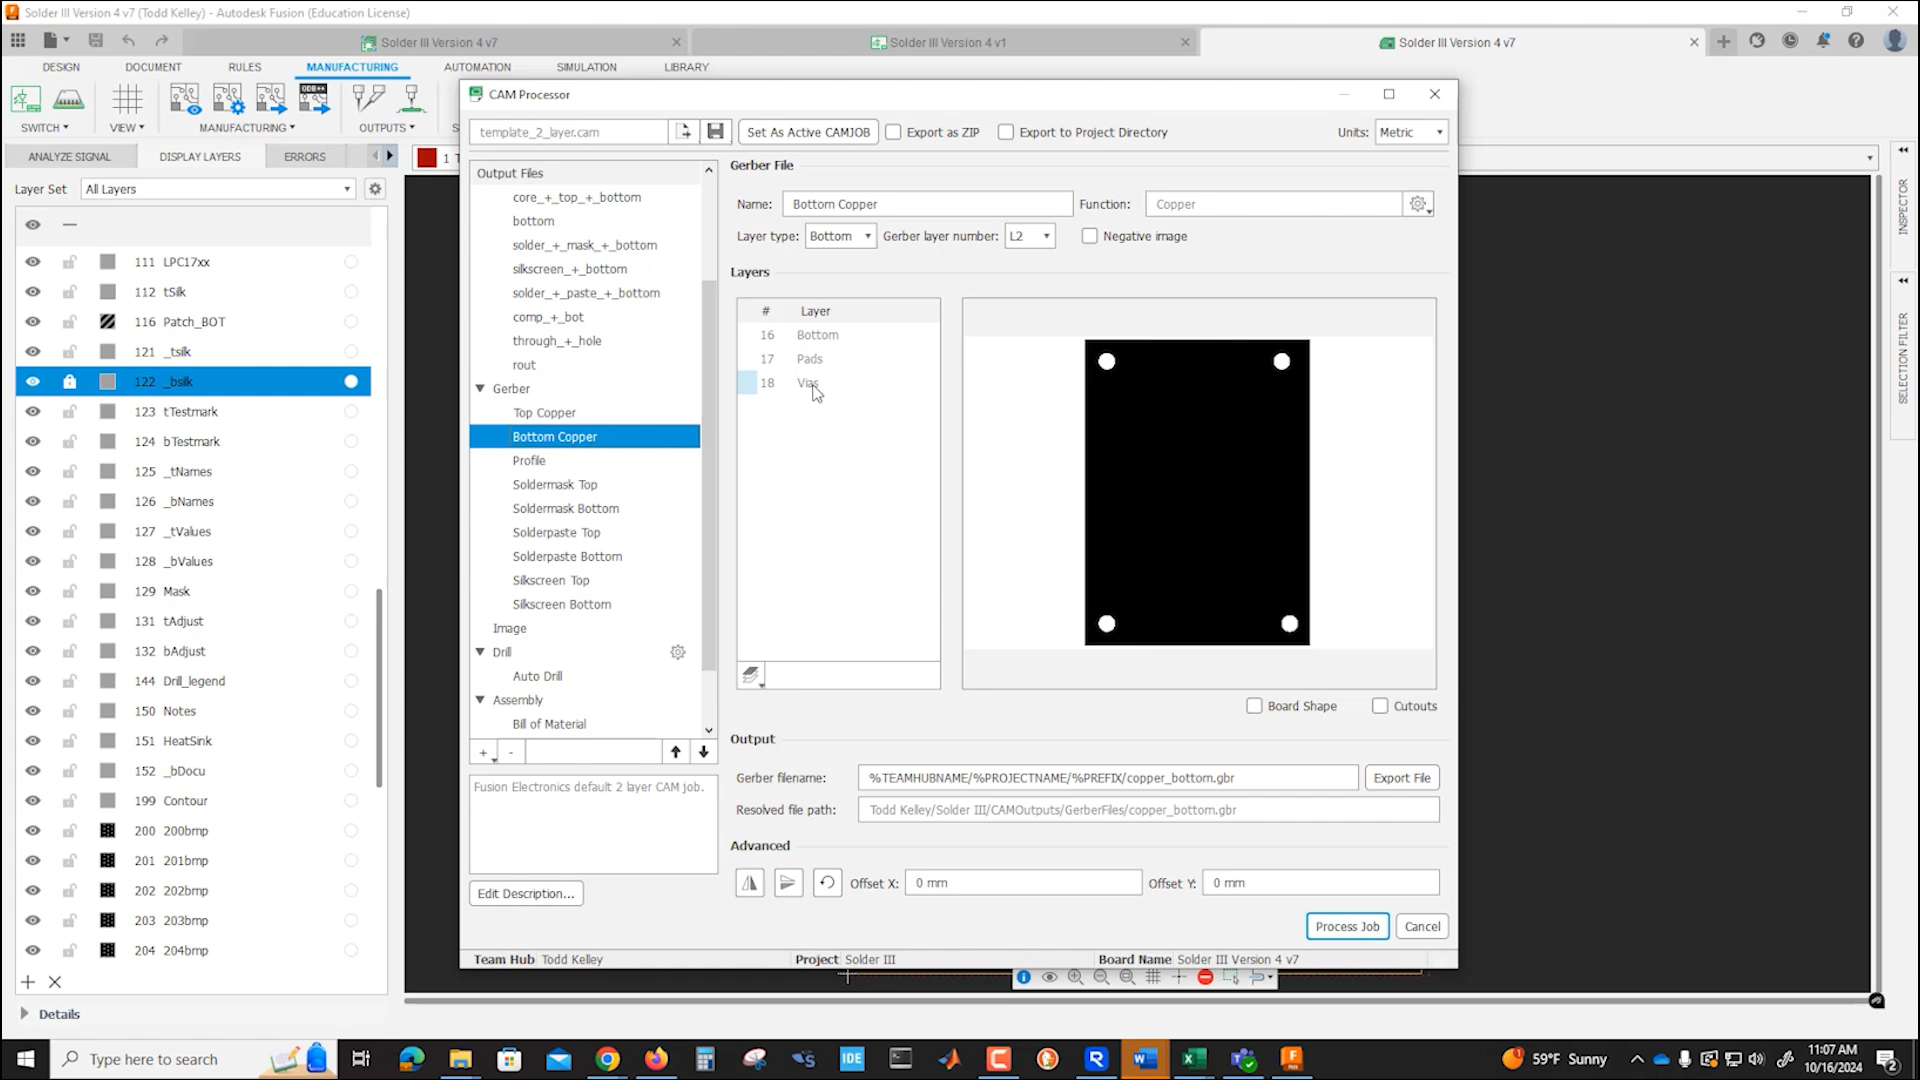 Solder III Version 4 v7 (Todd Kelley) - Autodesk Fusion (Education License)
Solder III Version 4 v7
Solder III Version 4 v1
Solder III Version 4 v7
DESIGN DOCUMENT RULES MANUFACTURING AUTOMATION SIMULATION LIBRARY
ODB++
SWITCH VIEW MANUFACTURING OUTPUTS
ANALYZE SIGNAL DISPLAY LAYERS ERRORS
1
Layer Set All Layers
111 LPC17xx
112 tSilk
116 Patch_BOT
121 _tsilk
122 _bsilk
123 tTestmark
124 bTestmark
125 _tNames
126 _bNames
127 _tValues
128 _bValues
129 Mask
131 tAdjust
132 bAdjust
144 Drill_legend
150 Notes
151 HeatSink
152 _bDocu
199 Contour
200 200bmp
201 201bmp
202 202bmp
203 203bmp
204 204bmp
Details
CAM Processor
template_2_layer.cam
Set As Active CAMJOB
Export as ZIP
Export to Project Directory
Units: Metric
Output Files
core_+_top_+_bottom
bottom
solder_+_mask_+_bottom
silkscreen_+_bottom
solder_+_paste_+_bottom
comp_+_bot
through_+_hole
rout
Gerber
Top Copper
Bottom Copper
Profile
Soldermask Top
Soldermask Bottom
Solderpaste Top
Solderpaste Bottom
Silkscreen Top
Silkscreen Bottom
Image
Drill
Auto Drill
Assembly
Bill of Material
+ -
Fusion Electronics default 2 layer CAM job.
Edit Description...
Gerber File
Name: Bottom Copper Function: Copper
Layer type: Bottom Gerber layer number: L2 Negative image
Layers
# Layer
16 Bottom
17 Pads
18 Vias
Board Shape Cutouts
Output
Gerber filename: %TEAMHUBNAME/%PROJECTNAME/%PREFIX/copper_bottom.gbr Export File
Resolved file path: Todd Kelley/Solder III/CAMOutputs/GerberFiles/copper_bottom.gbr
Advanced
Offset X: 0 mm Offset Y: 0 mm
Process Job Cancel
Team Hub Todd Kelley Project Solder III Board Name Solder III Version 4 v7
INSPECTOR
SELECTION FILTER
Type here to search
IDE
59°F Sunny
11:07 AM
10/16/2024
2